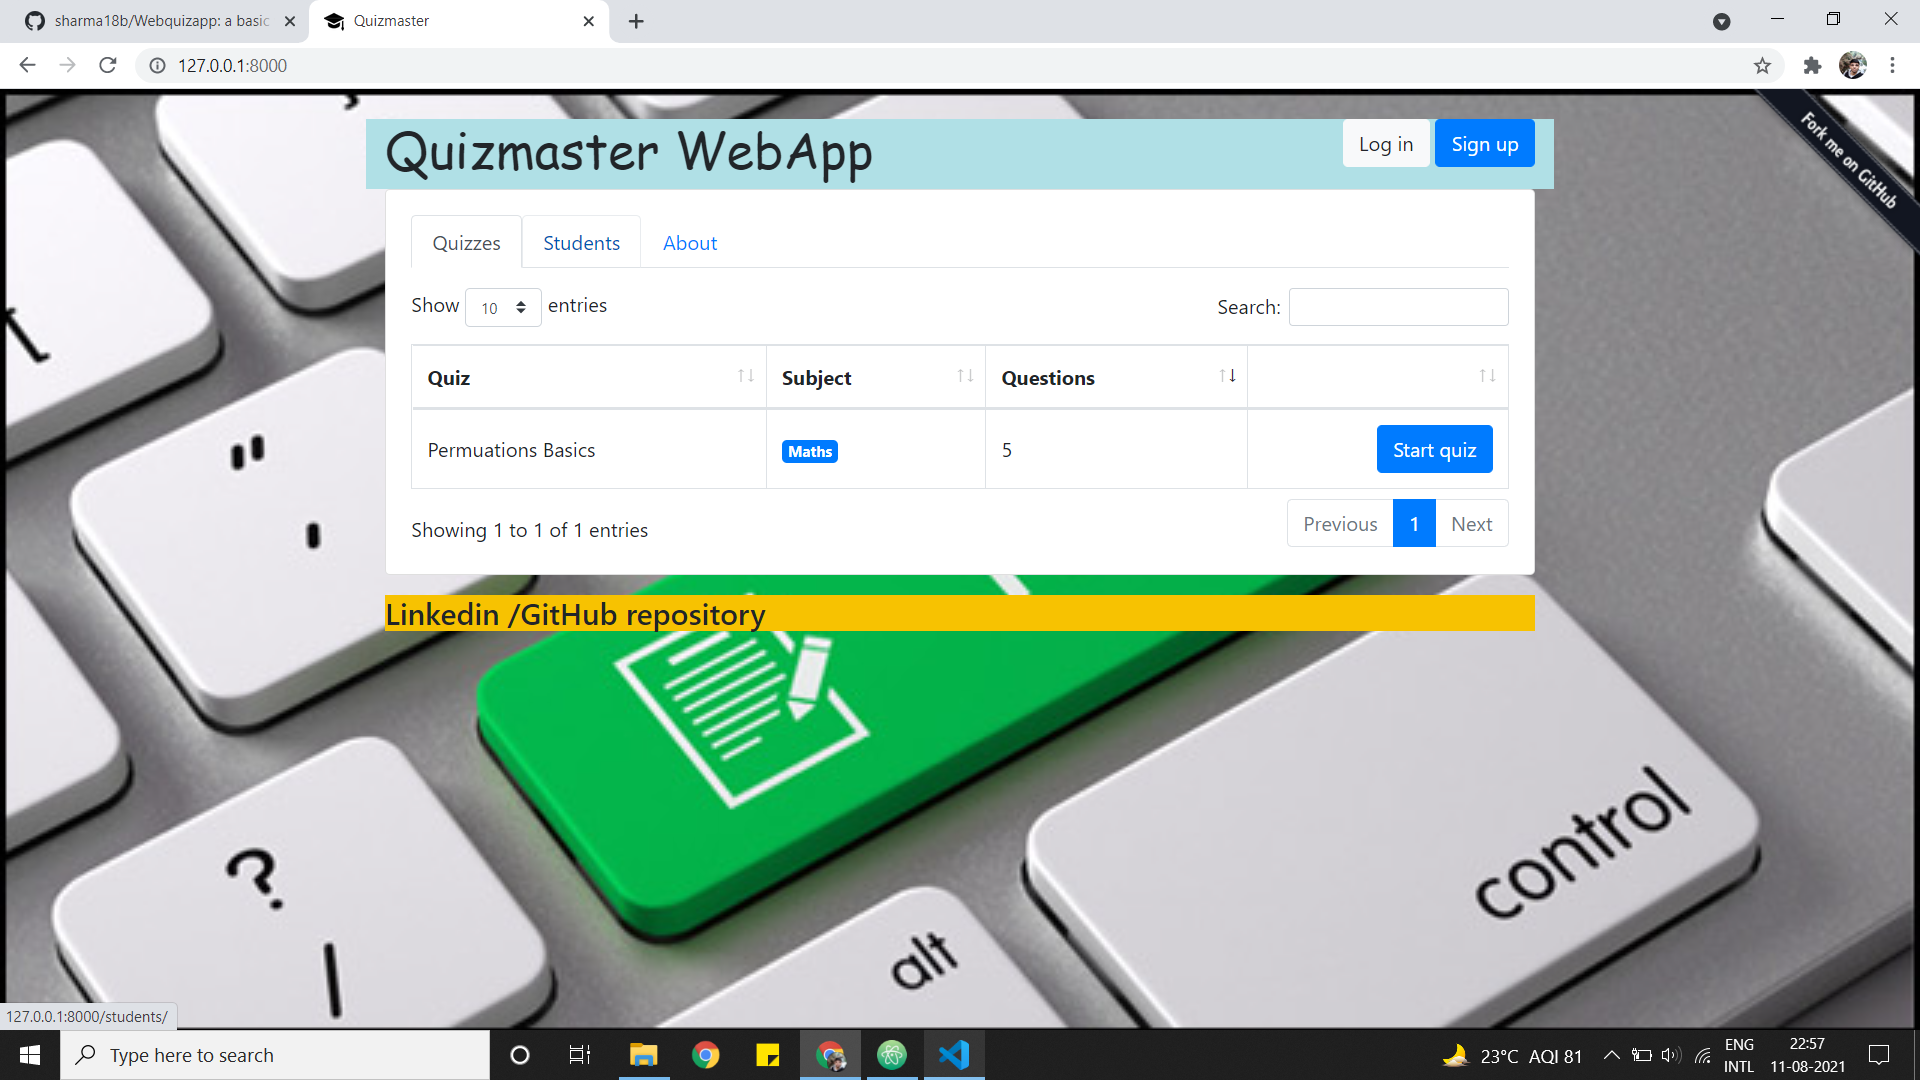 sharma18b/Webquizapp: a basic
Quizmaster
127.0.0.1:8000
Fork me on GitHub
Quizmaster WebApp
Log in
Sign up
Quizzes
Students
About
Show 10 entries
Search:
Quiz Subject Questions
Permuations Basics Maths 5 Start quiz
Showing 1 to 1 of 1 entries
Previous 1 Next
Linkedin /GitHub repository
[
"
'
?
/
alt
control
127.0.0.1:8000/students/
Type here to search
23°C AQI 81
ENG
INTL
22:57
11-08-2021